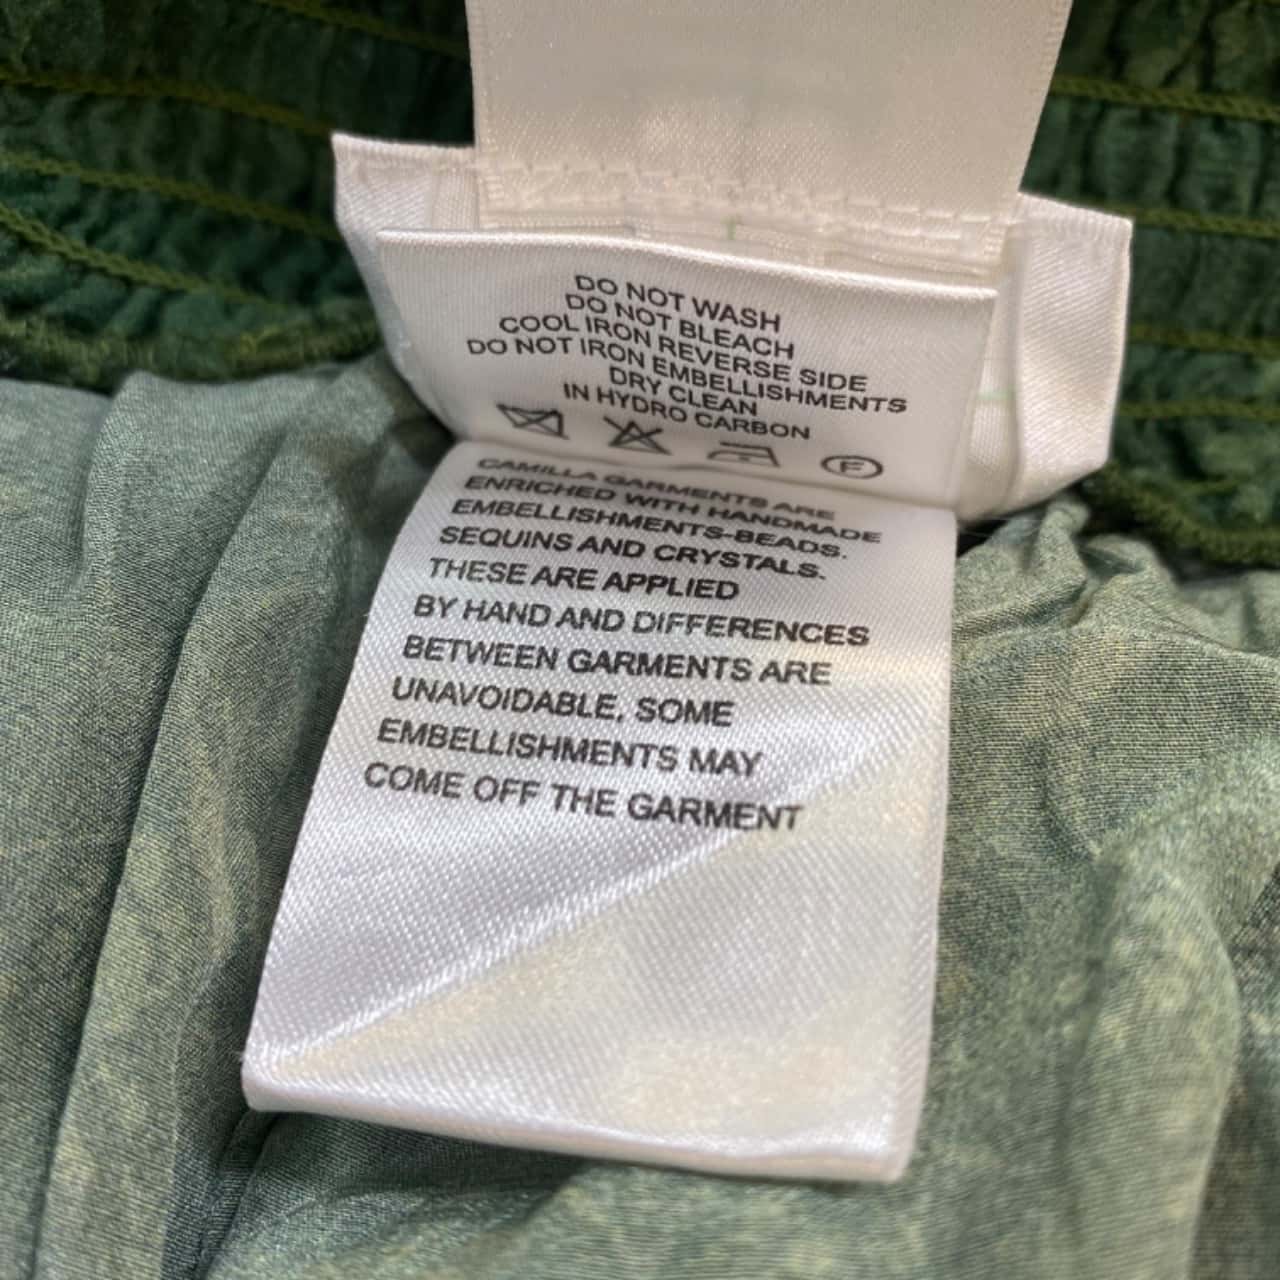 DO NOT WASH
DO NOT BLEACH
COOL IRON REVERSE SIDE
DO NOT IRON EMBELLISHMENTS
DRY CLEAN
IN HYDRO CARBON
F
CAMILLA GARMENTS ARE
ENRICHED WITH HANDMADE
EMBELLISHMENTS-BEADS.
SEQUINS AND CRYSTALS.
THESE ARE APPLIED
BY HAND AND DIFFERENCES
BETWEEN GARMENTS ARE
UNAVOIDABLE, SOME
EMBELLISHMENTS MAY
COME OFF THE GARMENT